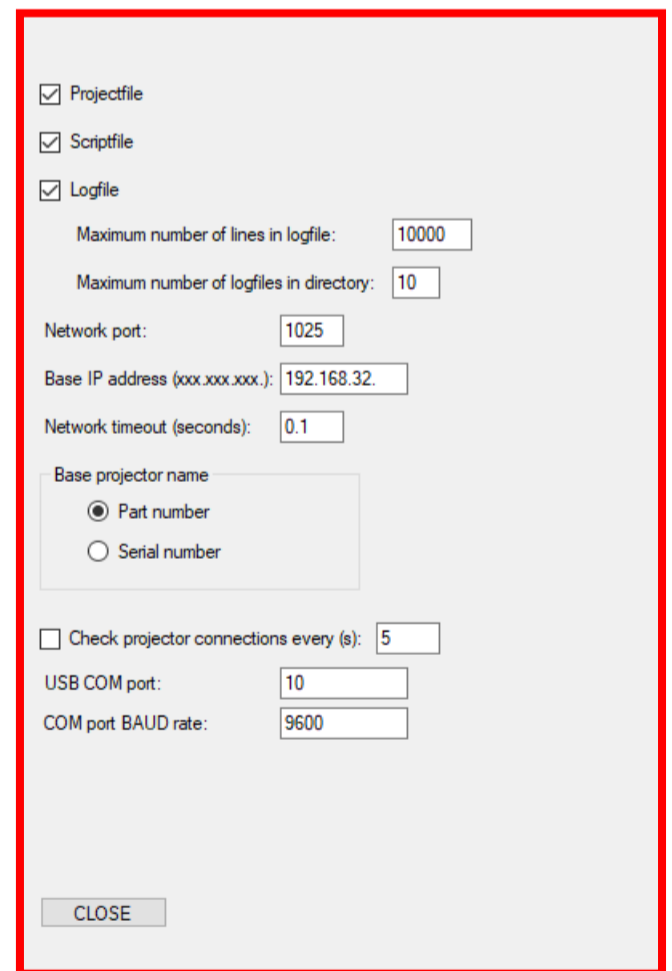 Projectfile
Scriptfile
Logfile
Maximum number of lines in logfile: 10000
Maximum number of logfiles in directory: 10
Network port: 1025
Base IP address (xxx.xxx.xxx.): 192.168.32.
Network timeout (seconds): 0.1
Base projector name
Part number
Serial number
Check projector connections every (s): 5
USB COM port: 10
COM port BAUD rate: 9600
CLOSE